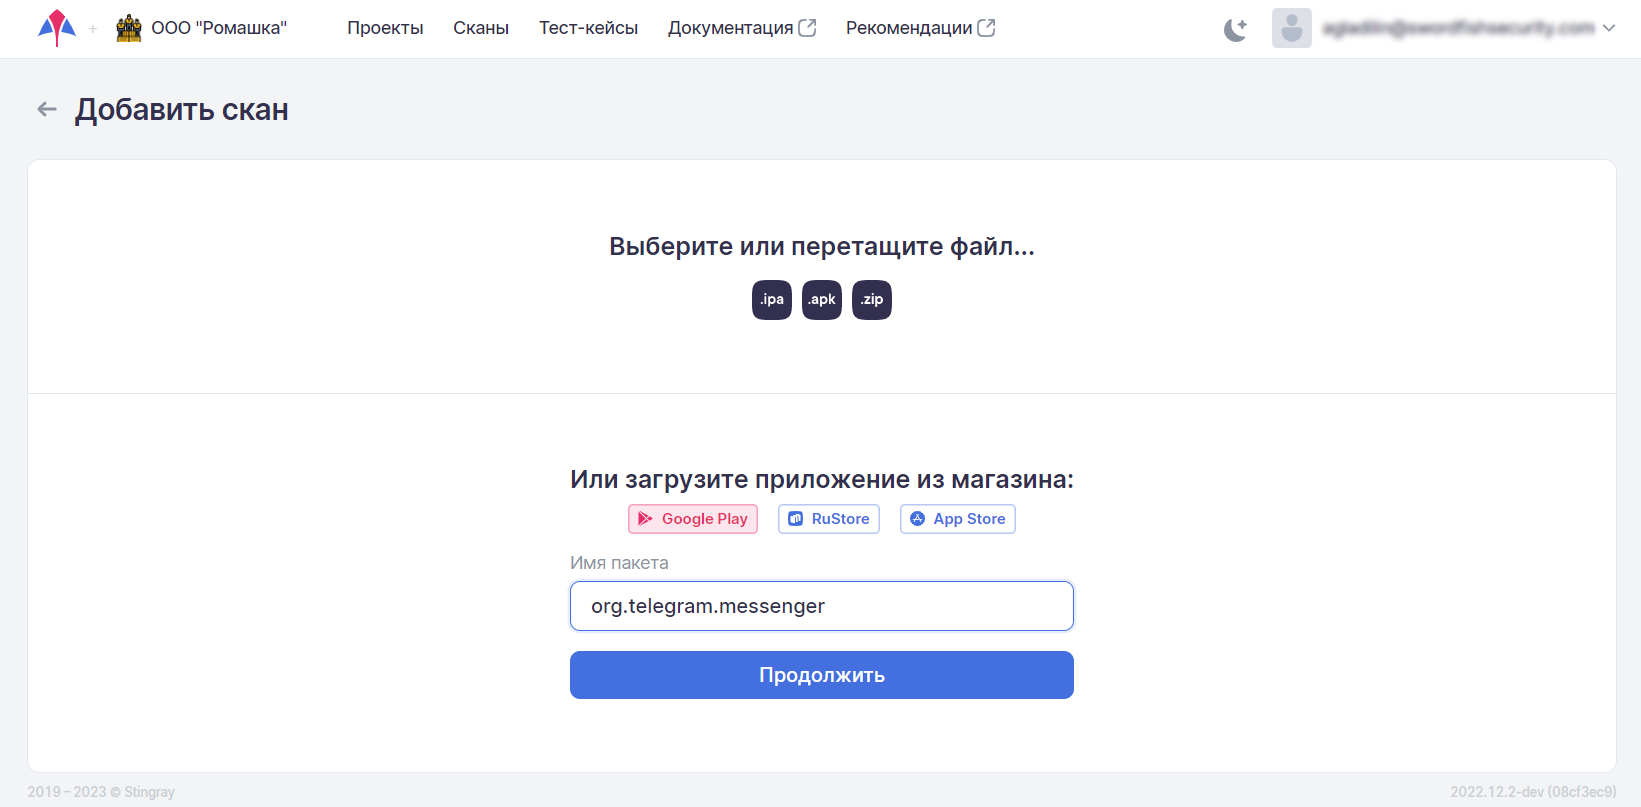 + ООО "Ромашка" Проекты Сканы Тест-кейсы Документация Рекомендации
Добавить скан
Выберите или перетащите файл...
.ipa .apk .zip
Или загрузите приложение из магазина:
Google Play RuStore App Store
Имя пакета
org.telegram.messenger
Продолжить
2019 – 2023 © Stingray 2022.12.2-dev (08cf3ec9)